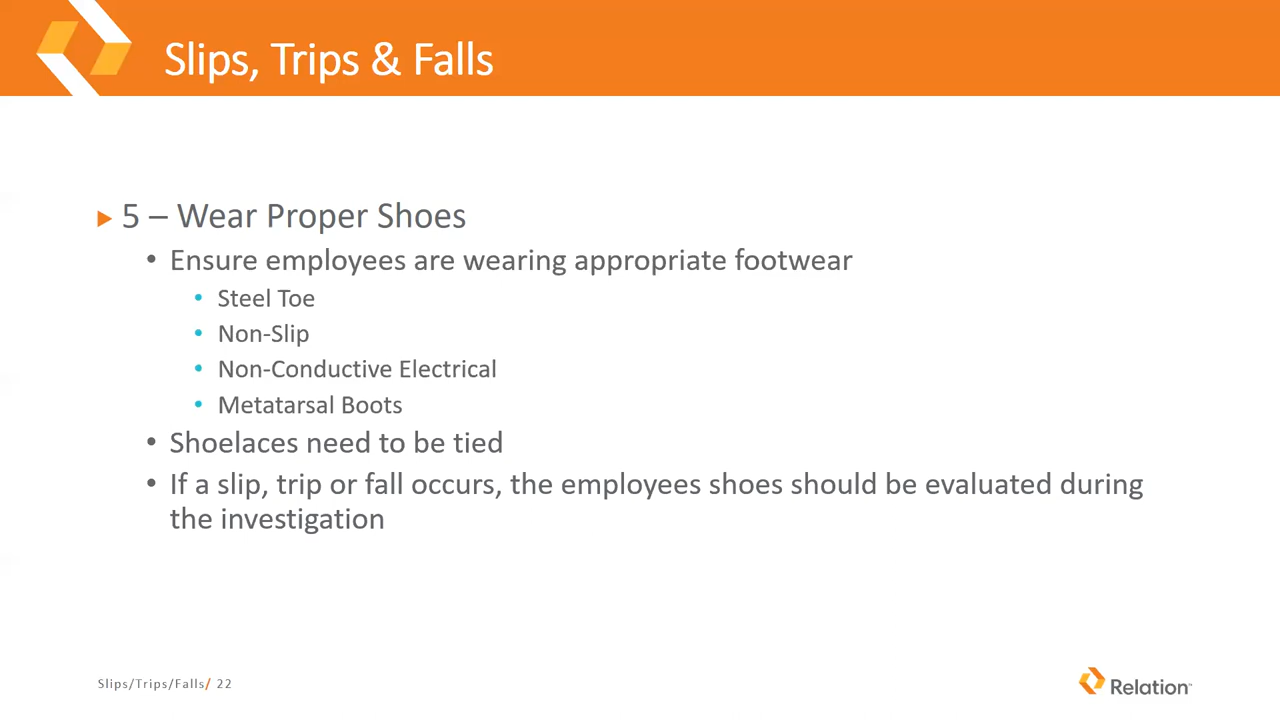 Slips, Trips & Falls
5 – Wear Proper Shoes
• Ensure employees are wearing appropriate footwear
• Steel Toe
• Non-Slip
• Non-Conductive Electrical
• Metatarsal Boots
• Shoelaces need to be tied
• If a slip, trip or fall occurs, the employees shoes should be evaluated during
the investigation
Slips/Trips/Falls/ 22
Relation™